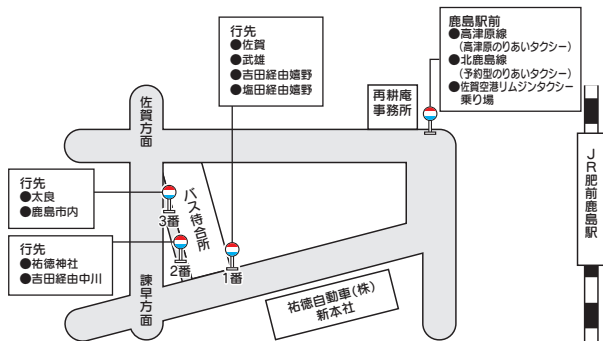 行先
●佐賀
●武雄
●吉田経由嬉野
●塩田経由嬉野
鹿島駅前
●高津原線
(高津原のりあいタクシー)
●北鹿島線
(予約型のりあいタクシー)
●佐賀空港リムジンタクシー
乗り場
再耕庵
事務所
佐賀方面
行先
●太良
●鹿島市内
3番
バス待合所
行先
●祐徳神社
●吉田経由中川
2番
1番
諫早方面
祐徳自動車(株)
新本社
JR肥前鹿島駅